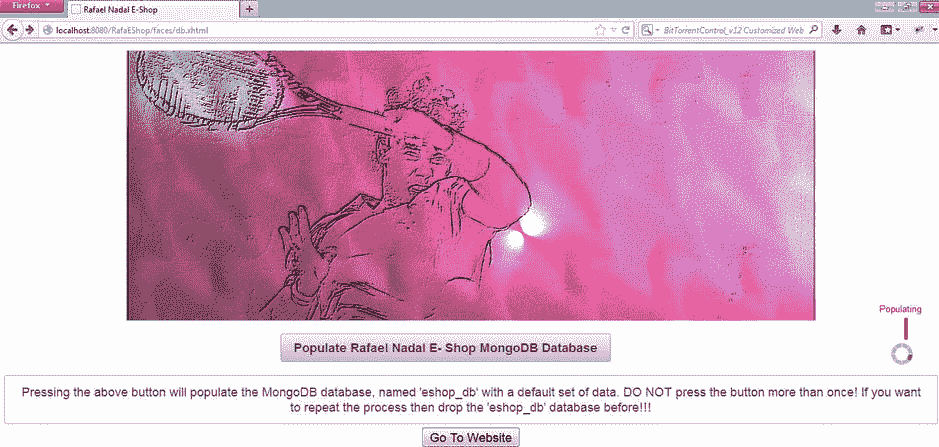 Firefox
Rafael Nadal E-Shop
localhost:8080/RafaEShop/faces/db.xhtml
BitTorrentControl_v12 Customized Web
Populating
Populate Rafael Nadal E- Shop MongoDB Database
Pressing the above button will populate the MongoDB database, named 'eshop_db' with a default set of data. DO NOT press the button more than once! If you want
to repeat the process then drop the 'eshop_db' database before!!!
Go To Website